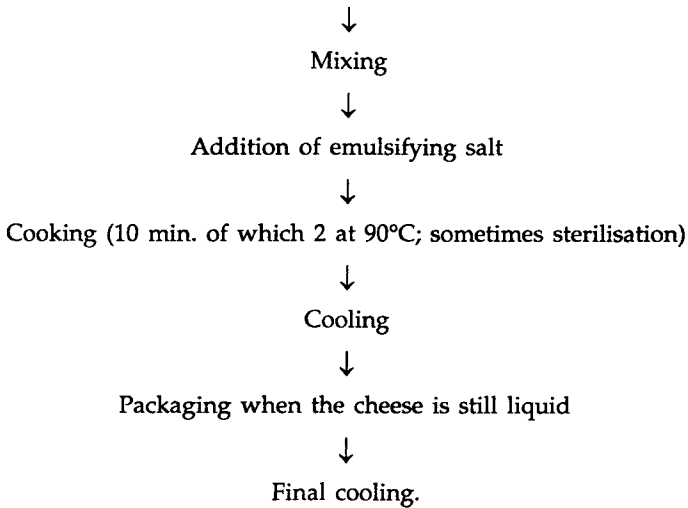 ↓
Mixing
↓
Addition of emulsifying salt
↓
Cooking (10 min. of which 2 at 90°C; sometimes sterilisation)
↓
Cooling
↓
Packaging when the cheese is still liquid
↓
Final cooling.